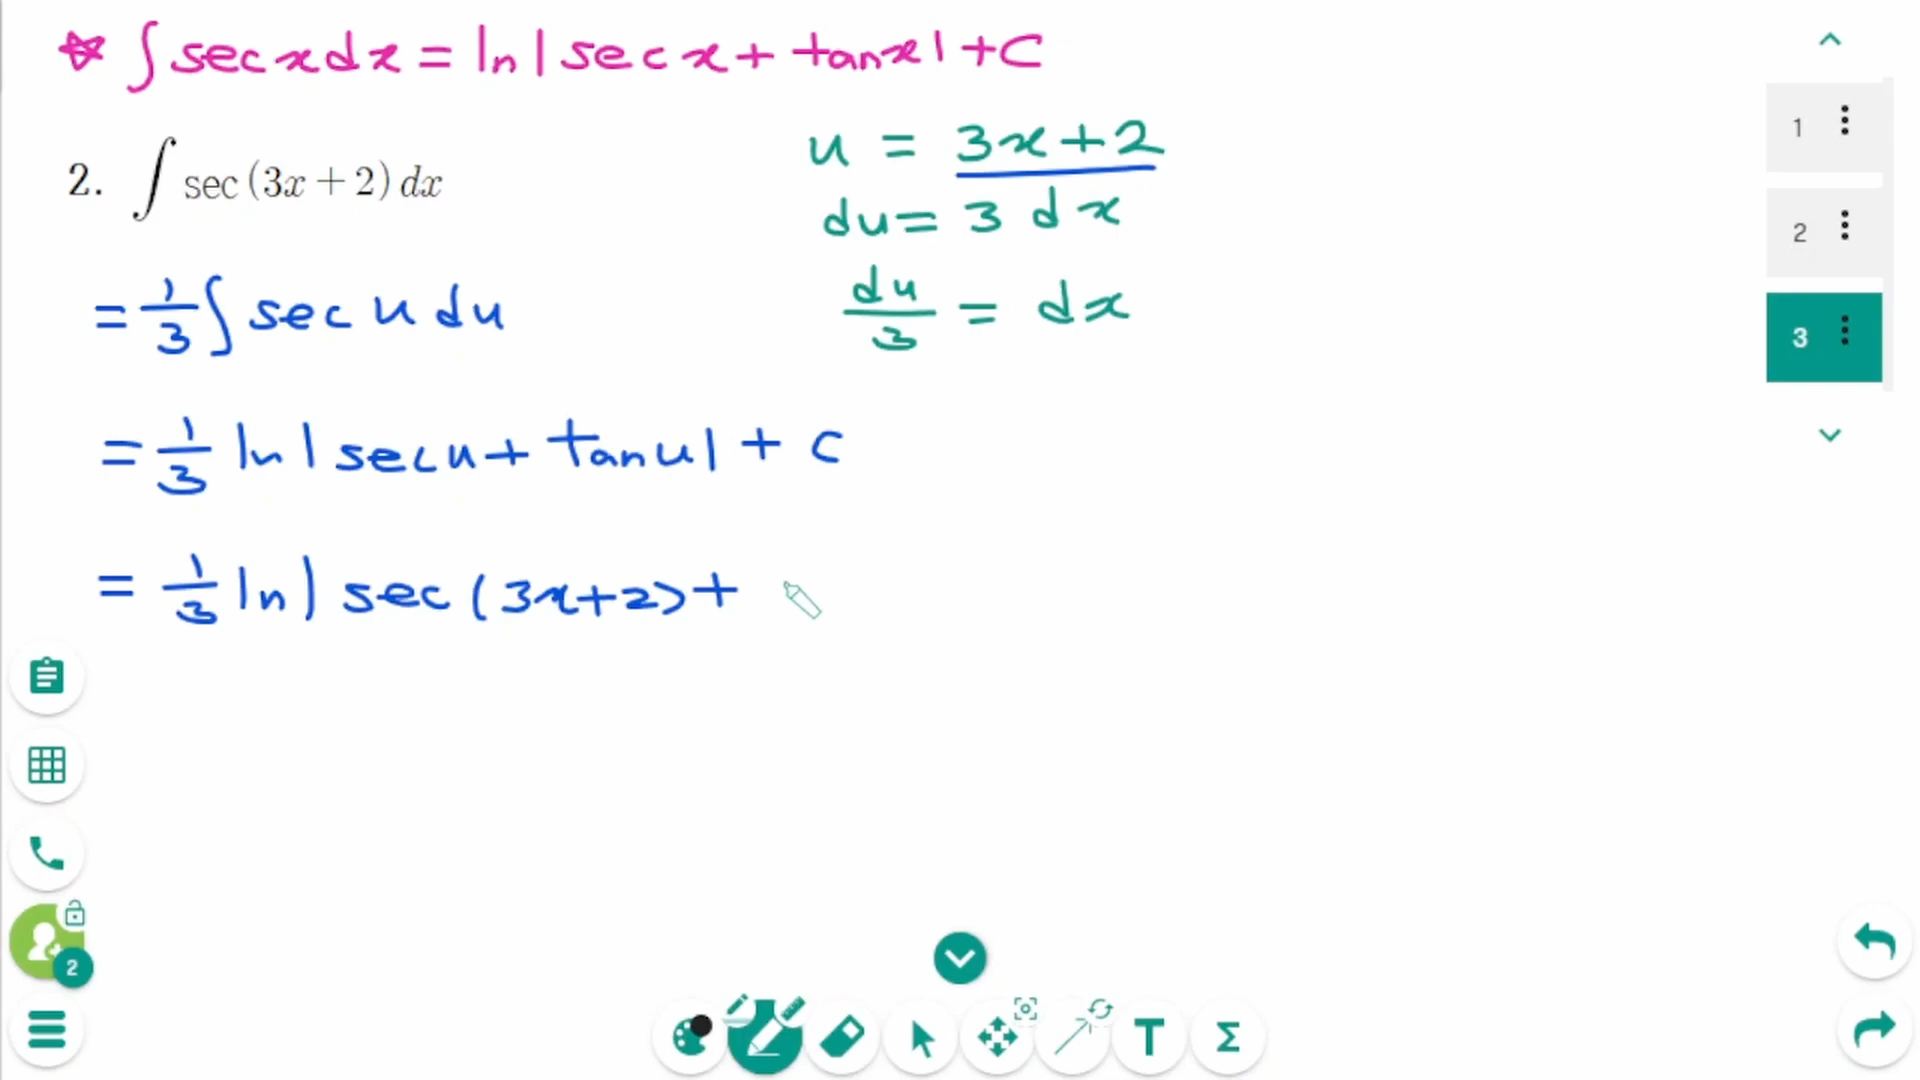 ☆ ∫ sec x dx = ln | sec x + tan x | + C
2. ∫ sec (3x + 2) dx
u = 3x + 2
du = 3 dx
du/3 = dx
= 1/3 ∫ sec u du
= 1/3 ln | sec u + tan u | + c
= 1/3 ln | sec (3x+2) +
1
2
3
2
T
Σ